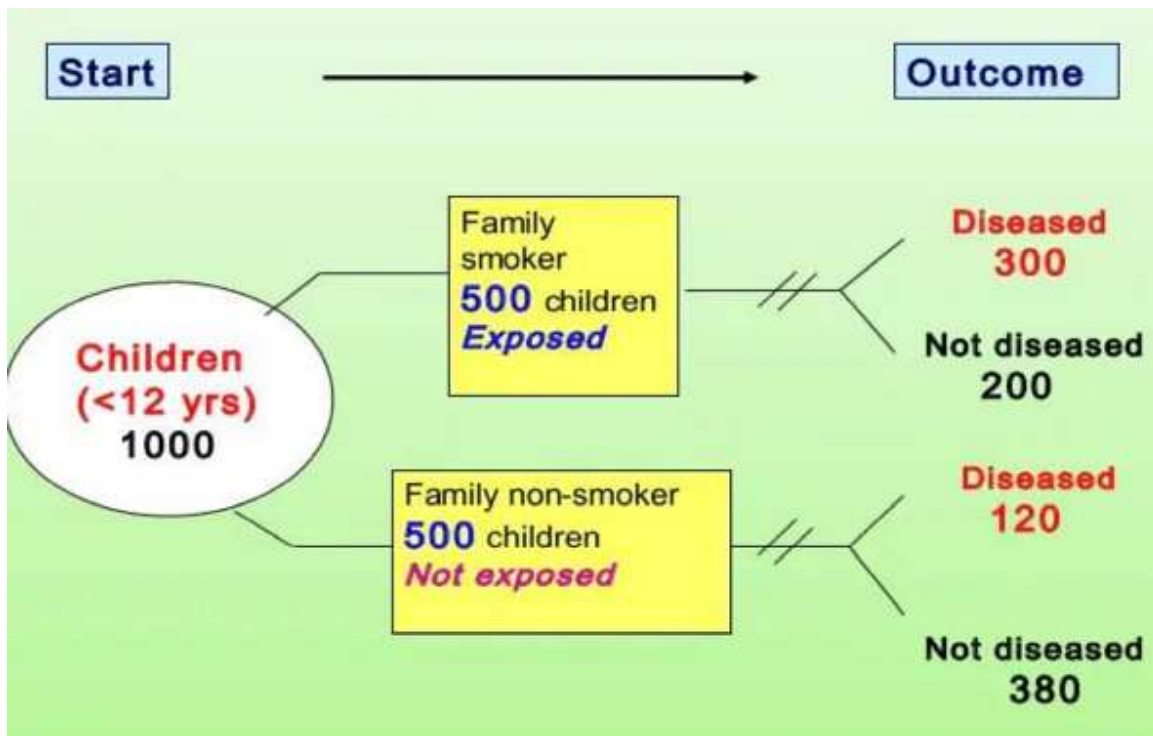 Start
Outcome
Family
smoker
500 children
Exposed
Diseased
300
Not diseased
200
Children
(<12 yrs)
1000
Family non-smoker
500 children
Not exposed
Diseased
120
Not diseased
380